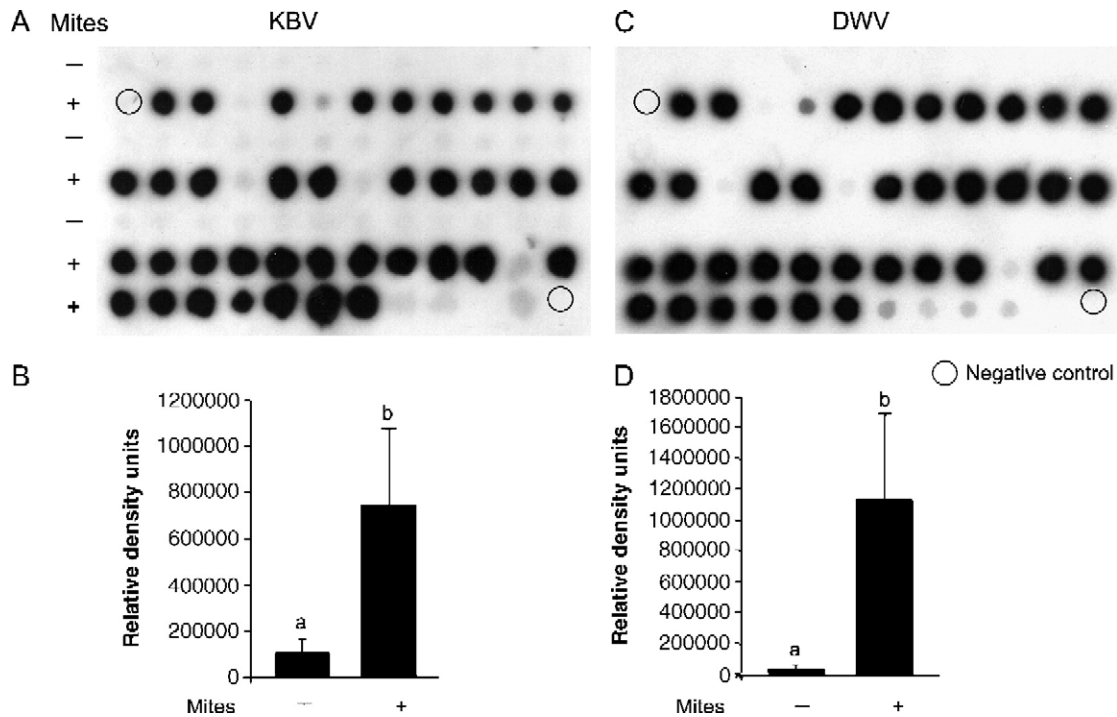 A Mites KBV C DWV
–
+
–
+
–
+
+
B D Negative control
Relative density units
1200000
1000000
800000
600000
400000
200000
0
a
b
Mites – +
Relative density units
1800000
1600000
1400000
1200000
1000000
800000
600000
400000
200000
0
a
b
Mites – +